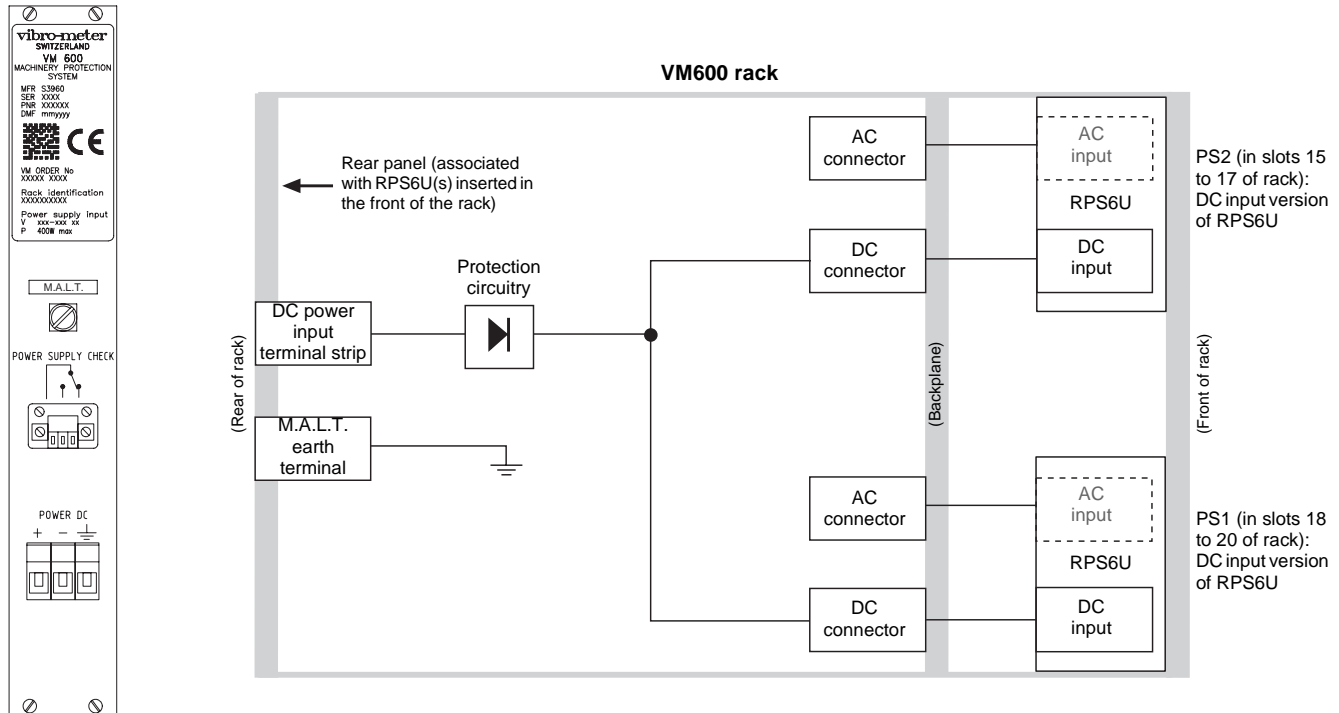 vibro-meter
SWITZERLAND
VM 600
MACHINERY PROTECTION
SYSTEM
MFR S3960
SER XXXX
PNR XXXXXX
DMF mmyyyy
CE
VM ORDER No
XXXXX XXXX
Rack identification
XXXXXXXXXX
Power supply input
V xxx-xxx xx
P 400W max
M.A.L.T.
POWER SUPPLY CHECK
POWER DC
+ -
VM600 rack
Rear panel (associated
with RPS6U(s) inserted in
the front of the rack)
(Rear of rack)
DC power
input
terminal strip
Protection
circuitry
M.A.L.T.
earth
terminal
AC
connector
DC
connector
AC
connector
DC
connector
(Backplane)
AC
input
RPS6U
DC
input
AC
input
RPS6U
DC
input
(Front of rack)
PS2 (in slots 15
to 17 of rack):
DC input version
of RPS6U
PS1 (in slots 18
to 20 of rack):
DC input version
of RPS6U